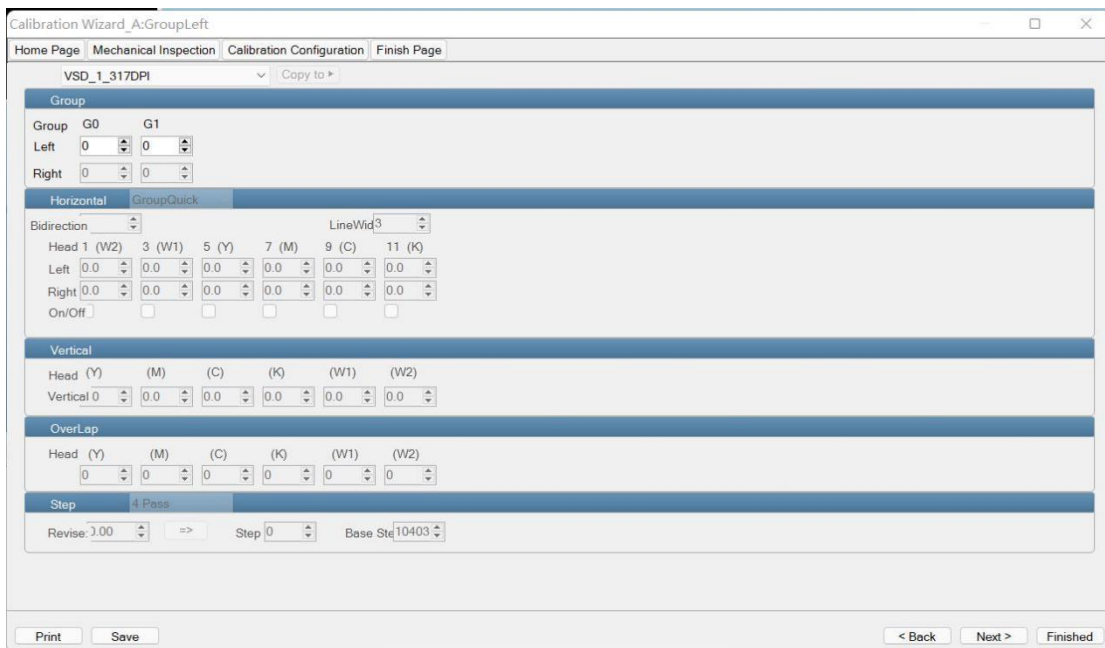 Calibration Wizard_A:GroupLeft
Home Page Mechanical Inspection Calibration Configuration Finish Page
VSD_1_317DPI Copy to ▸
Group
Group G0 G1
Left 0 0
Right 0 0
Horizontal GroupQuick
Bidirection LineWid 3
Head 1 (W2) 3 (W1) 5 (Y) 7 (M) 9 (C) 11 (K)
Left 0.0 0.0 0.0 0.0 0.0 0.0
Right 0.0 0.0 0.0 0.0 0.0 0.0
On/Off
Vertical
Head (Y) (M) (C) (K) (W1) (W2)
Vertical 0 0.0 0.0 0.0 0.0 0.0
OverLap
Head (Y) (M) (C) (K) (W1) (W2)
0 0 0 0 0 0
Step 4 Pass
Revise: 0.00 => Step 0 Base Ste 10403
Print Save < Back Next > Finished